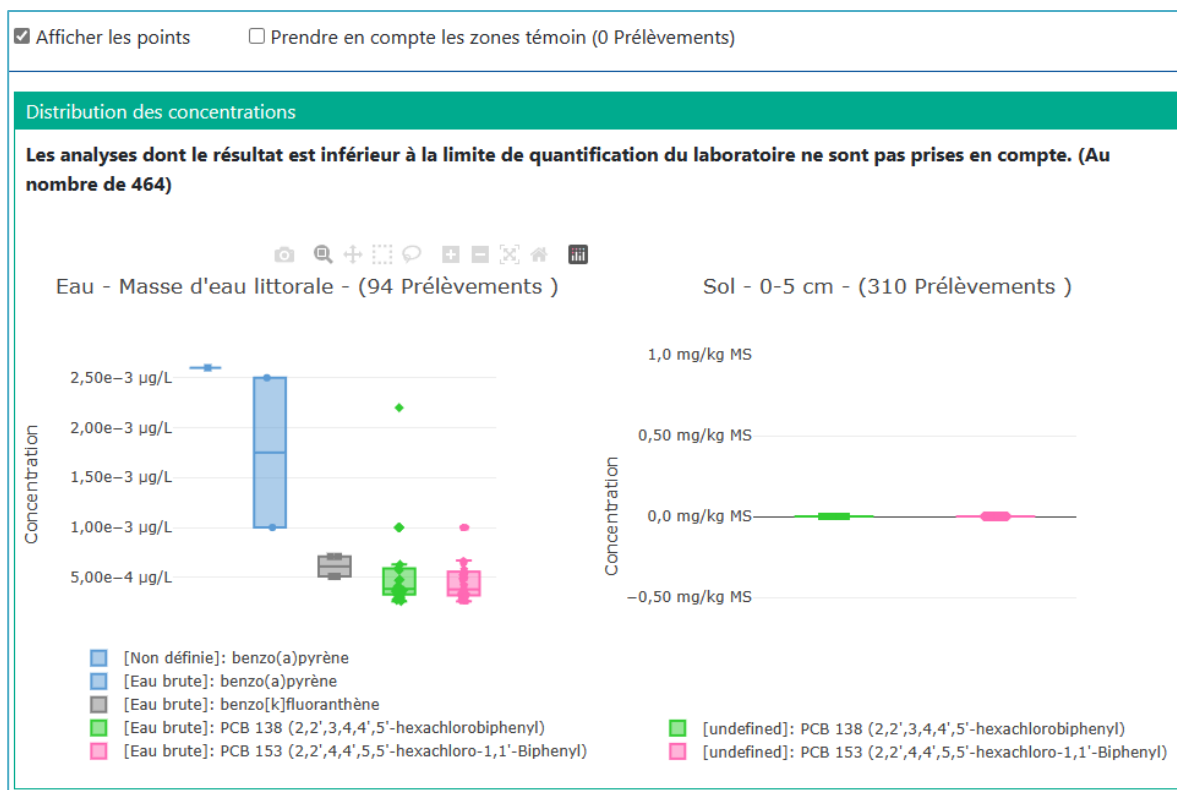 Afficher les points
Prendre en compte les zones témoin (0 Prélèvements)
Distribution des concentrations
Les analyses dont le résultat est inférieur à la limite de quantification du laboratoire ne sont pas prises en compte. (Au
nombre de 464)
Eau - Masse d'eau littorale - (94 Prélèvements )
2,50e−3 µg/L
2,00e−3 µg/L
1,50e−3 µg/L
1,00e−3 µg/L
5,00e−4 µg/L
Concentration
[Non définie]: benzo(a)pyrène
[Eau brute]: benzo(a)pyrène
[Eau brute]: benzo[k]fluoranthène
[Eau brute]: PCB 138 (2,2',3,4,4',5'-hexachlorobiphenyl)
[Eau brute]: PCB 153 (2,2',4,4',5,5'-hexachloro-1,1'-Biphenyl)
Sol - 0-5 cm - (310 Prélèvements )
1,0 mg/kg MS
0,50 mg/kg MS
0,0 mg/kg MS
−0,50 mg/kg MS
Concentration
[undefined]: PCB 138 (2,2',3,4,4',5'-hexachlorobiphenyl)
[undefined]: PCB 153 (2,2',4,4',5,5'-hexachloro-1,1'-Biphenyl)